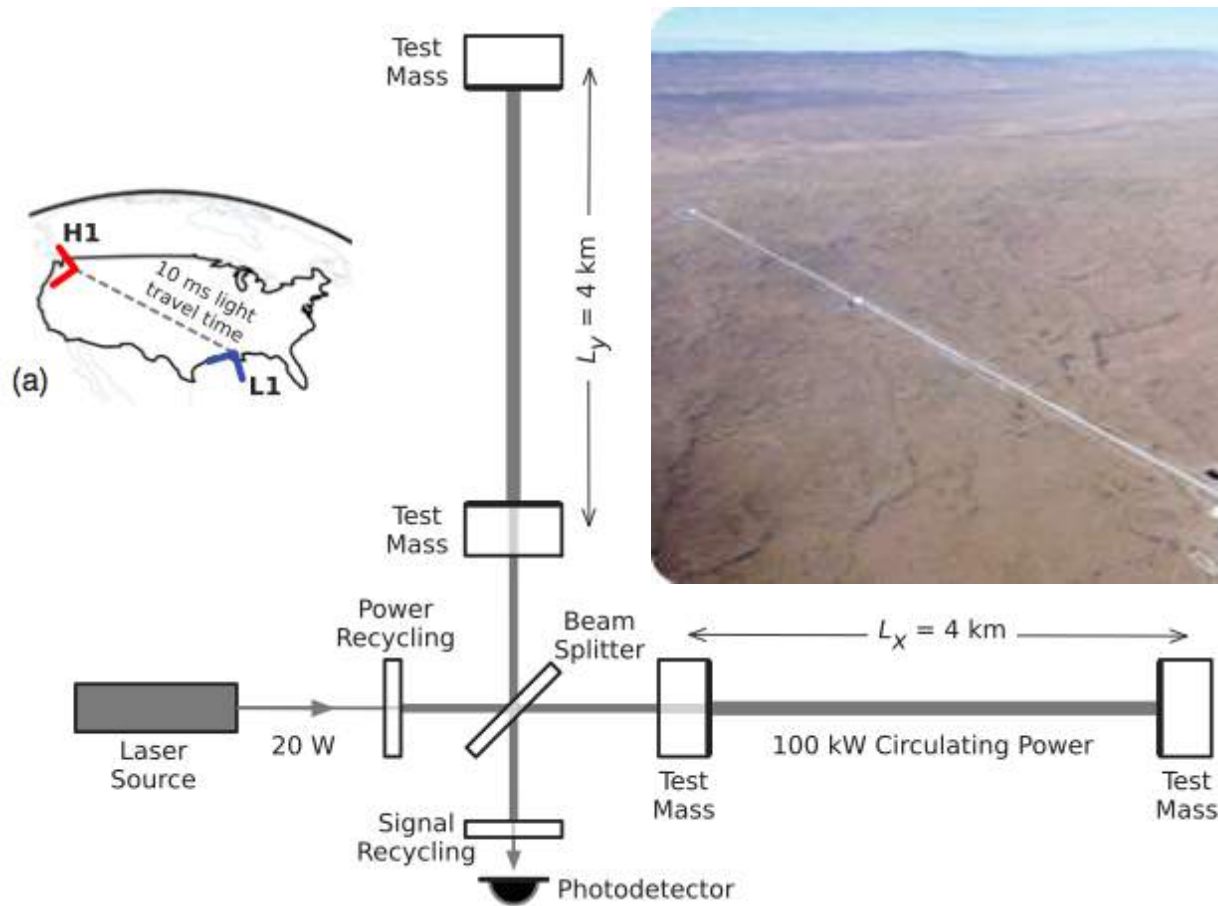 Test
Mass
H1
10 ms light
travel time
L1
(a)
Ly = 4 km
Test
Mass
Power
Recycling
Beam
Splitter
Lx = 4 km
Laser
Source
20 W
100 kW Circulating Power
Test
Mass
Test
Mass
Signal
Recycling
Photodetector